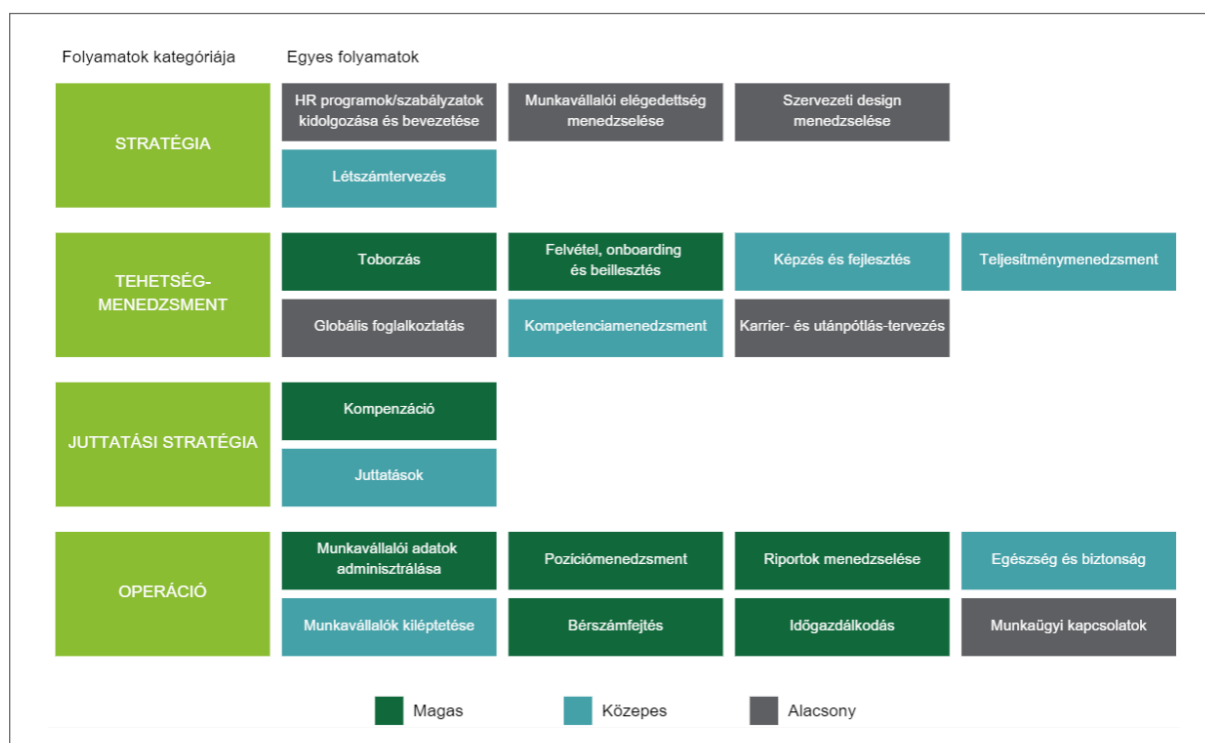 Folyamatok kategóriája
Egyes folyamatok
STRATÉGIA
HR programok/szabályzatok
kidolgozása és bevezetése
Munkavállalói elégedettség
menedzselése
Szervezeti design
menedzselése
Létszámtervezés
TEHETSÉG-
MENEDZSMENT
Toborzás
Felvétel, onboarding
és beillesztés
Képzés és fejlesztés
Teljesítménymenedzsment
Globális foglalkoztatás
Kompetenciamenedzsment
Karrier- és utánpótlás-tervezés
JUTTATÁSI STRATÉGIA
Kompenzáció
Juttatások
OPERÁCIÓ
Munkavállalói adatok
adminisztrálása
Pozíciómenedzsment
Riportok menedzselése
Egészség és biztonság
Munkavállalók kiléptetése
Bérszámfejtés
Időgazdálkodás
Munkaügyi kapcsolatok
Magas
Közepes
Alacsony